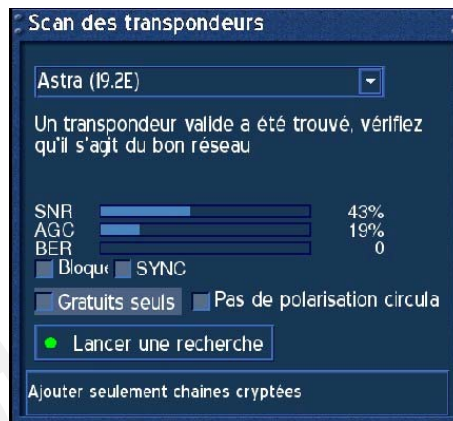 Scan des transpondeurs
Astra (19.2E)
Un transpondeur valide a été trouvé, vérifiez
qu'il s'agit du bon réseau
SNR 43%
AGC 19%
BER 0
Bloque SYNC
Gratuits seuls Pas de polarisation circula
Lancer une recherche
Ajouter seulement chaines cryptées